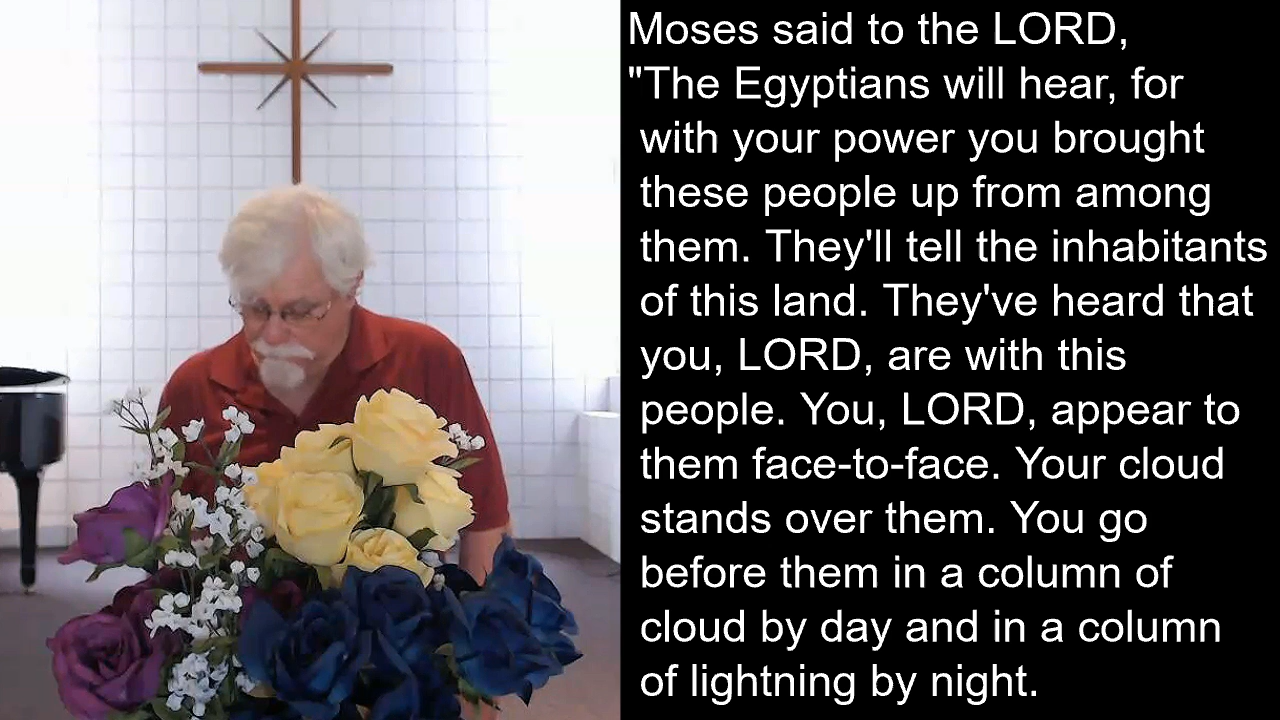 Moses said to the LORD,
"The Egyptians will hear, for
with your power you brought
these people up from among
them. They'll tell the inhabitants
of this land. They've heard that
you, LORD, are with this
people. You, LORD, appear to
them face-to-face. Your cloud
stands over them. You go
before them in a column of
cloud by day and in a column
of lightning by night.